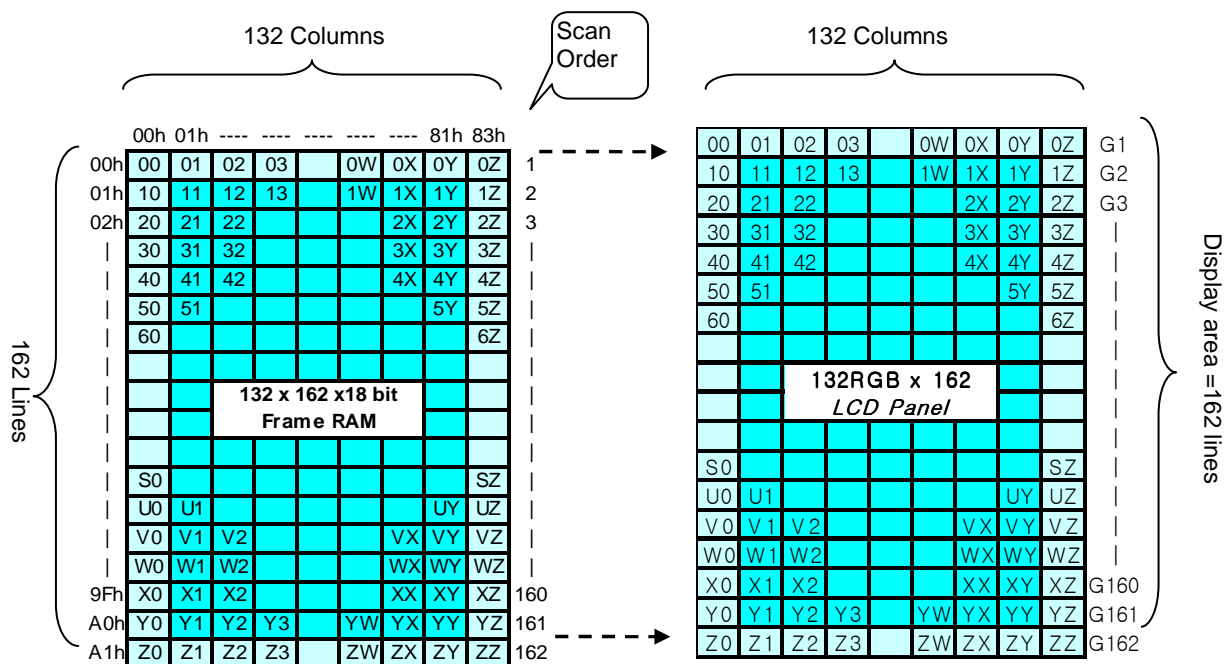 132 Columns
Scan
Order
132 Columns
00h 01h ---- ---- ---- ---- ---- 81h 83h
00h 00 01 02 03 0W 0X 0Y 0Z 1
01h 10 11 12 13 1W 1X 1Y 1Z 2
02h 20 21 22 2X 2Y 2Z 3
30 31 32 3X 3Y 3Z
40 41 42 4X 4Y 4Z
50 51 5Y 5Z
60 6Z
132 x 162 x18 bit
Frame RAM
S0 SZ
U0 U1 UY UZ
V0 V1 V2 VX VY VZ
W0 W1 W2 WX WY WZ
9Fh X0 X1 X2 XX XY XZ 160
A0h Y0 Y1 Y2 Y3 YW YX YY YZ 161
A1h Z0 Z1 Z2 Z3 ZW ZX ZY ZZ 162
162 Lines
00 01 02 03 0W 0X 0Y 0Z G1
10 11 12 13 1W 1X 1Y 1Z G2
20 21 22 2X 2Y 2Z G3
30 31 32 3X 3Y 3Z
40 41 42 4X 4Y 4Z
50 51 5Y 5Z
60 6Z
132RGB x 162
LCD Panel
S0 SZ
U0 U1 UY UZ
V0 V1 V2 VX VY VZ
W0 W1 W2 WX WY WZ
X0 X1 X2 XX XY XZ G160
Y0 Y1 Y2 Y3 YW YX YY YZ G161
Z0 Z1 Z2 Z3 ZW ZX ZY ZZ G162
Display area =162 lines